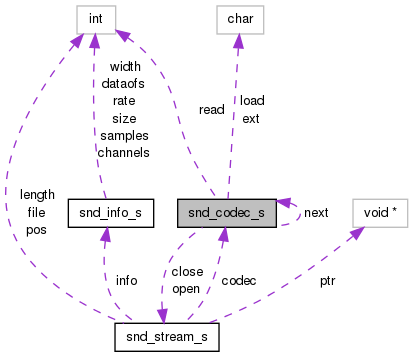 int
char
width
dataofs
rate
size
samples
channels
read
load
ext
length
file
pos
snd_info_s
snd_codec_s
next
void *
info
close
open
codec
ptr
snd_stream_s